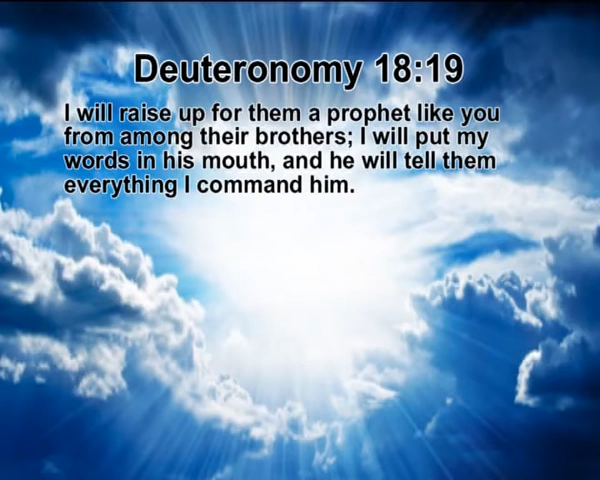 Deuteronomy 18:19
I will raise up for them a prophet like you
from among their brothers; I will put my
words in his mouth, and he will tell them
everything I command him.